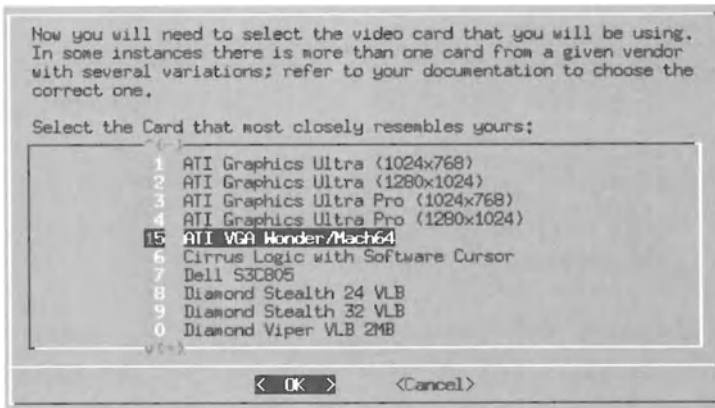 Now you will need to select the video card that you will be using.
In some instances there is more than one card from a given vendor
with several variations; refer to your documentation to choose the
correct one.
Select the Card that most closely resembles yours:
^(-)
1 ATI Graphics Ultra (1024x768)
2 ATI Graphics Ultra (1280x1024)
3 ATI Graphics Ultra Pro (1024x768)
4 ATI Graphics Ultra Pro (1280x1024)
15 ATI VGA Wonder/Mach64
6 Cirrus Logic with Software Cursor
7 Dell S3C805
8 Diamond Stealth 24 VLB
9 Diamond Stealth 32 VLB
0 Diamond Viper VLB 2MB
v(+)
< OK > <Cancel>